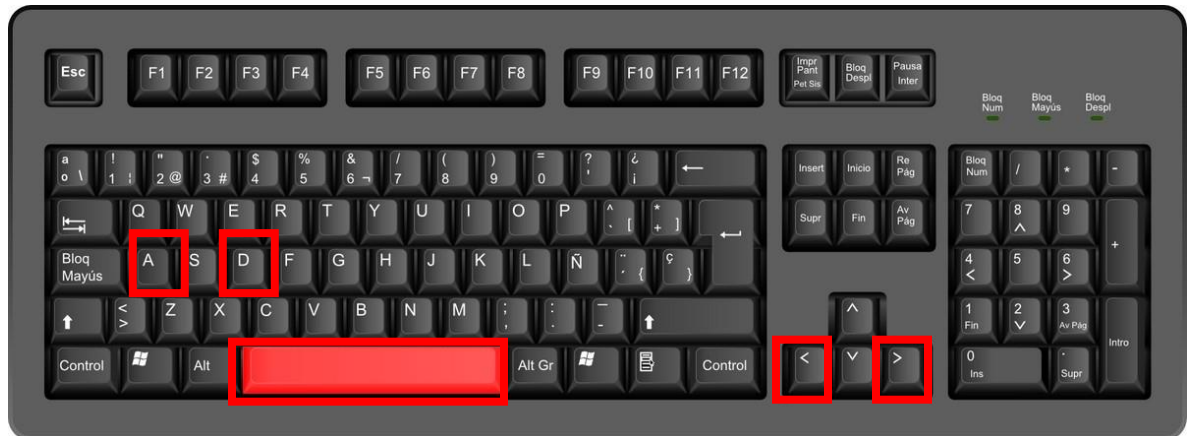 Esc F1 F2 F3 F4 F5 F6 F7 F8 F9 F10 F11 F12 Impr Pant Pet Sis Bloq Despl Pausa Inter
Bloq Num Bloq Mayús Bloq Despl
a o \ ! 1 ¦ " 2 @ · 3 # $ 4 % 5 & 6 ¬ / 7 ( 8 ) 9 = 0 ? ' ¿ ¡ ← Insert Inicio Re Pág Bloq Num / * -
Q W E R T Y U I O P ^ ` [ * + ] Supr Fin Av Pág 7 8 ^ 9 +
Bloq Mayús A S D F G H J K L Ñ ¨ ´ { Ç } 4 < 5 6 >
< > Z X C V B N M ; , : . _ - ^ 1 Fin 2 v 3 Av Pág Intro
Control Alt Alt Gr Control < v > 0 Ins . Supr